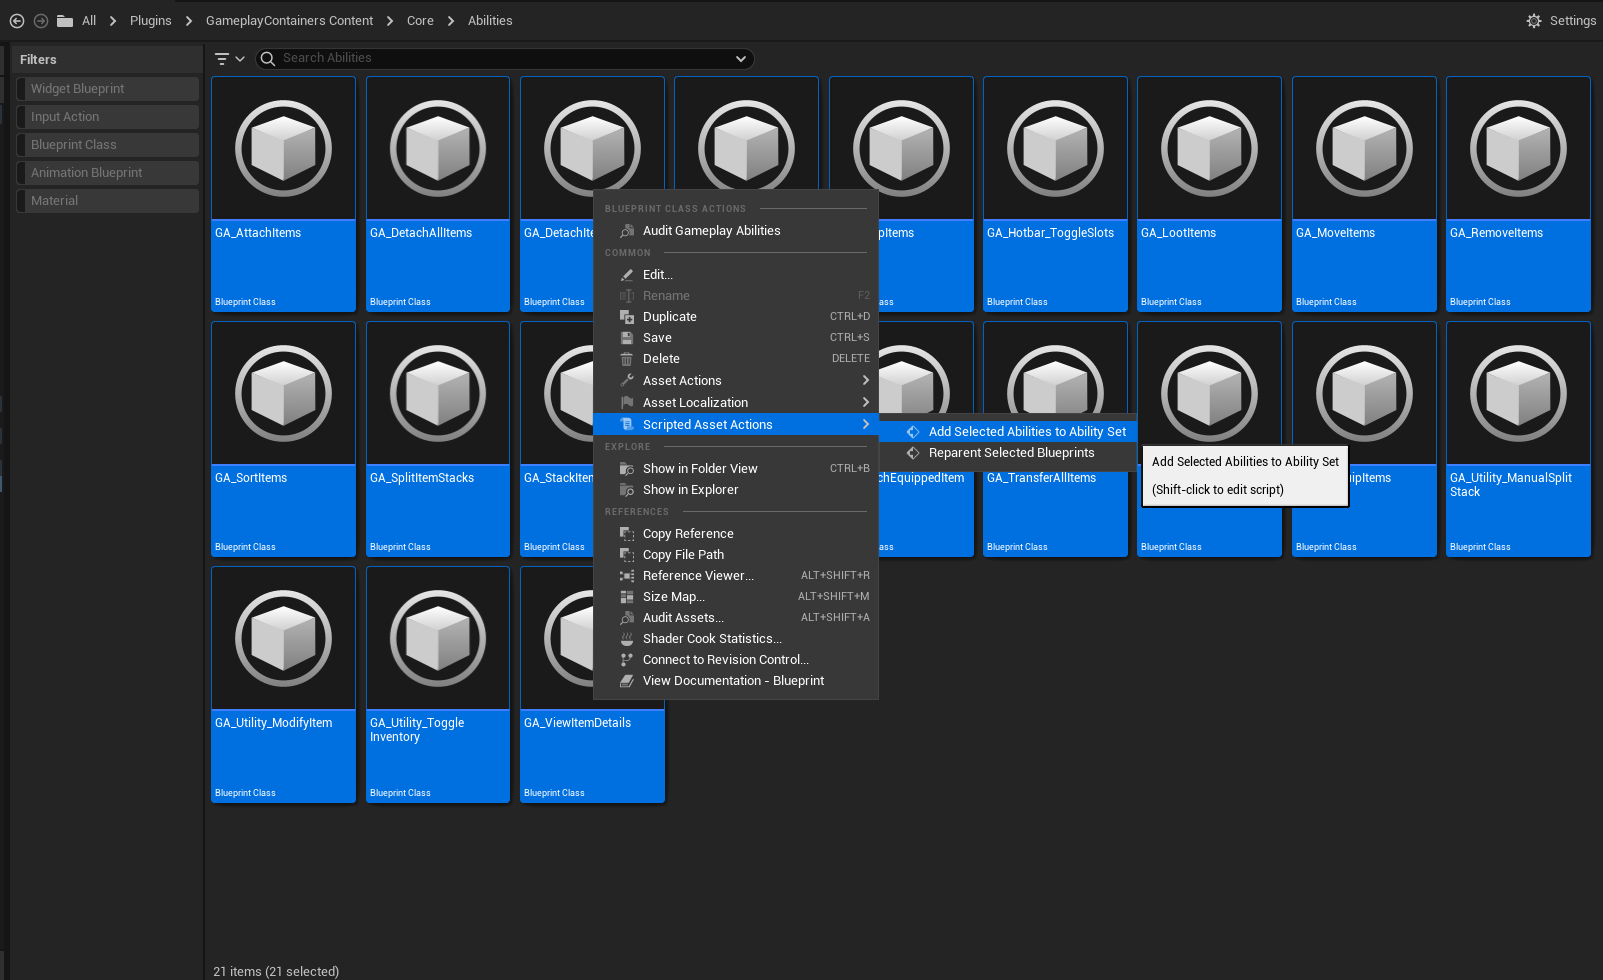 All
Plugins
GameplayContainers Content
Core
Abilities
Settings
Filters
Search Abilities
Widget Blueprint
Input Action
Blueprint Class
Animation Blueprint
Material
GA_AttachItems
Blueprint Class
GA_DetachAllItems
Blueprint Class
GA_DetachIte
Blueprint Class
pItems
ass
GA_Hotbar_ToggleSlots
Blueprint Class
GA_LootItems
Blueprint Class
GA_MoveItems
Blueprint Class
GA_RemoveItems
Blueprint Class
BLUEPRINT CLASS ACTIONS
Audit Gameplay Abilities
COMMON
Edit...
Rename F2
Duplicate CTRL+D
Save CTRL+S
Delete DELETE
Asset Actions
Asset Localization
Scripted Asset Actions
EXPLORE
Show in Folder View CTRL+B
Show in Explorer
REFERENCES
Copy Reference
Copy File Path
Reference Viewer... ALT+SHIFT+R
Size Map... ALT+SHIFT+M
Audit Assets... ALT+SHIFT+A
Shader Cook Statistics...
Connect to Revision Control...
View Documentation - Blueprint
Add Selected Abilities to Ability Set
Reparent Selected Blueprints
Add Selected Abilities to Ability Set
(Shift-click to edit script)
GA_SortItems
Blueprint Class
GA_SplitItemStacks
Blueprint Class
GA_StackIten
Blueprint Class
chEquippedItem
ass
GA_TransferAllItems
Blueprint Class
Blueprint Class
ipItems
Blueprint Class
GA_Utility_ManualSplit
Stack
Blueprint Class
GA_Utility_ModifyItem
Blueprint Class
GA_Utility_Toggle
Inventory
Blueprint Class
GA_ViewItemDetails
Blueprint Class
21 items (21 selected)